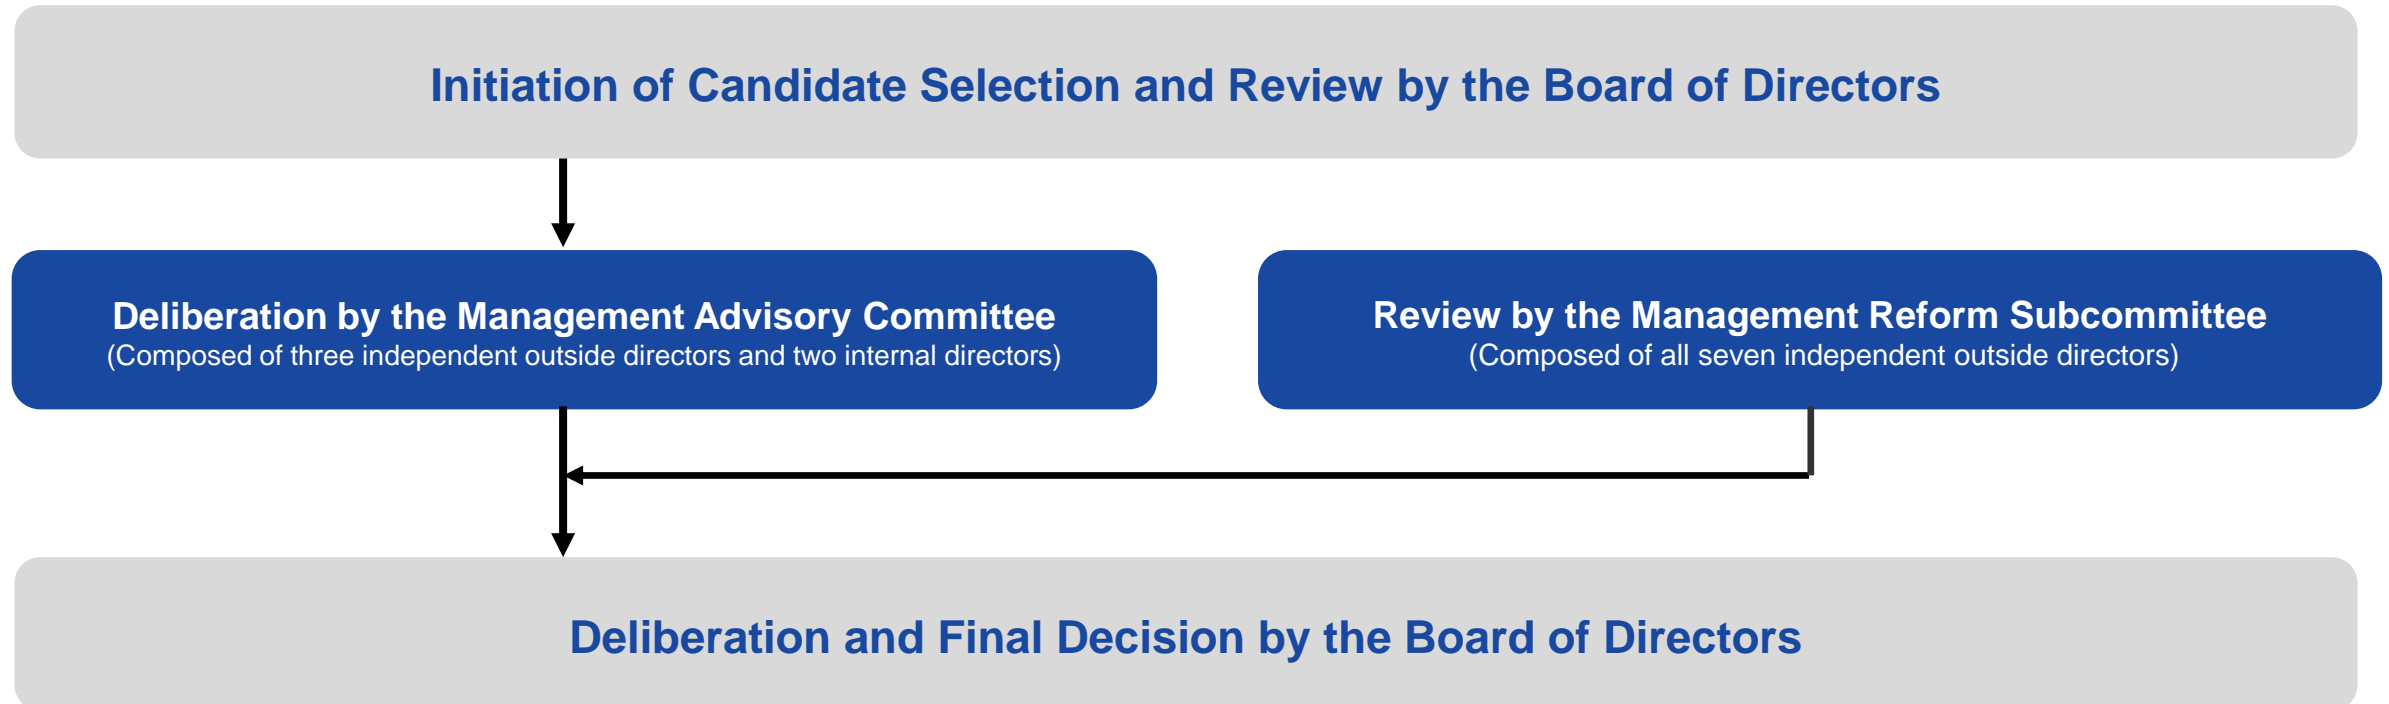 Initiation of Candidate Selection and Review by the Board of Directors
Deliberation by the Management Advisory Committee
(Composed of three independent outside directors and two internal directors)
Review by the Management Reform Subcommittee
(Composed of all seven independent outside directors)
Deliberation and Final Decision by the Board of Directors